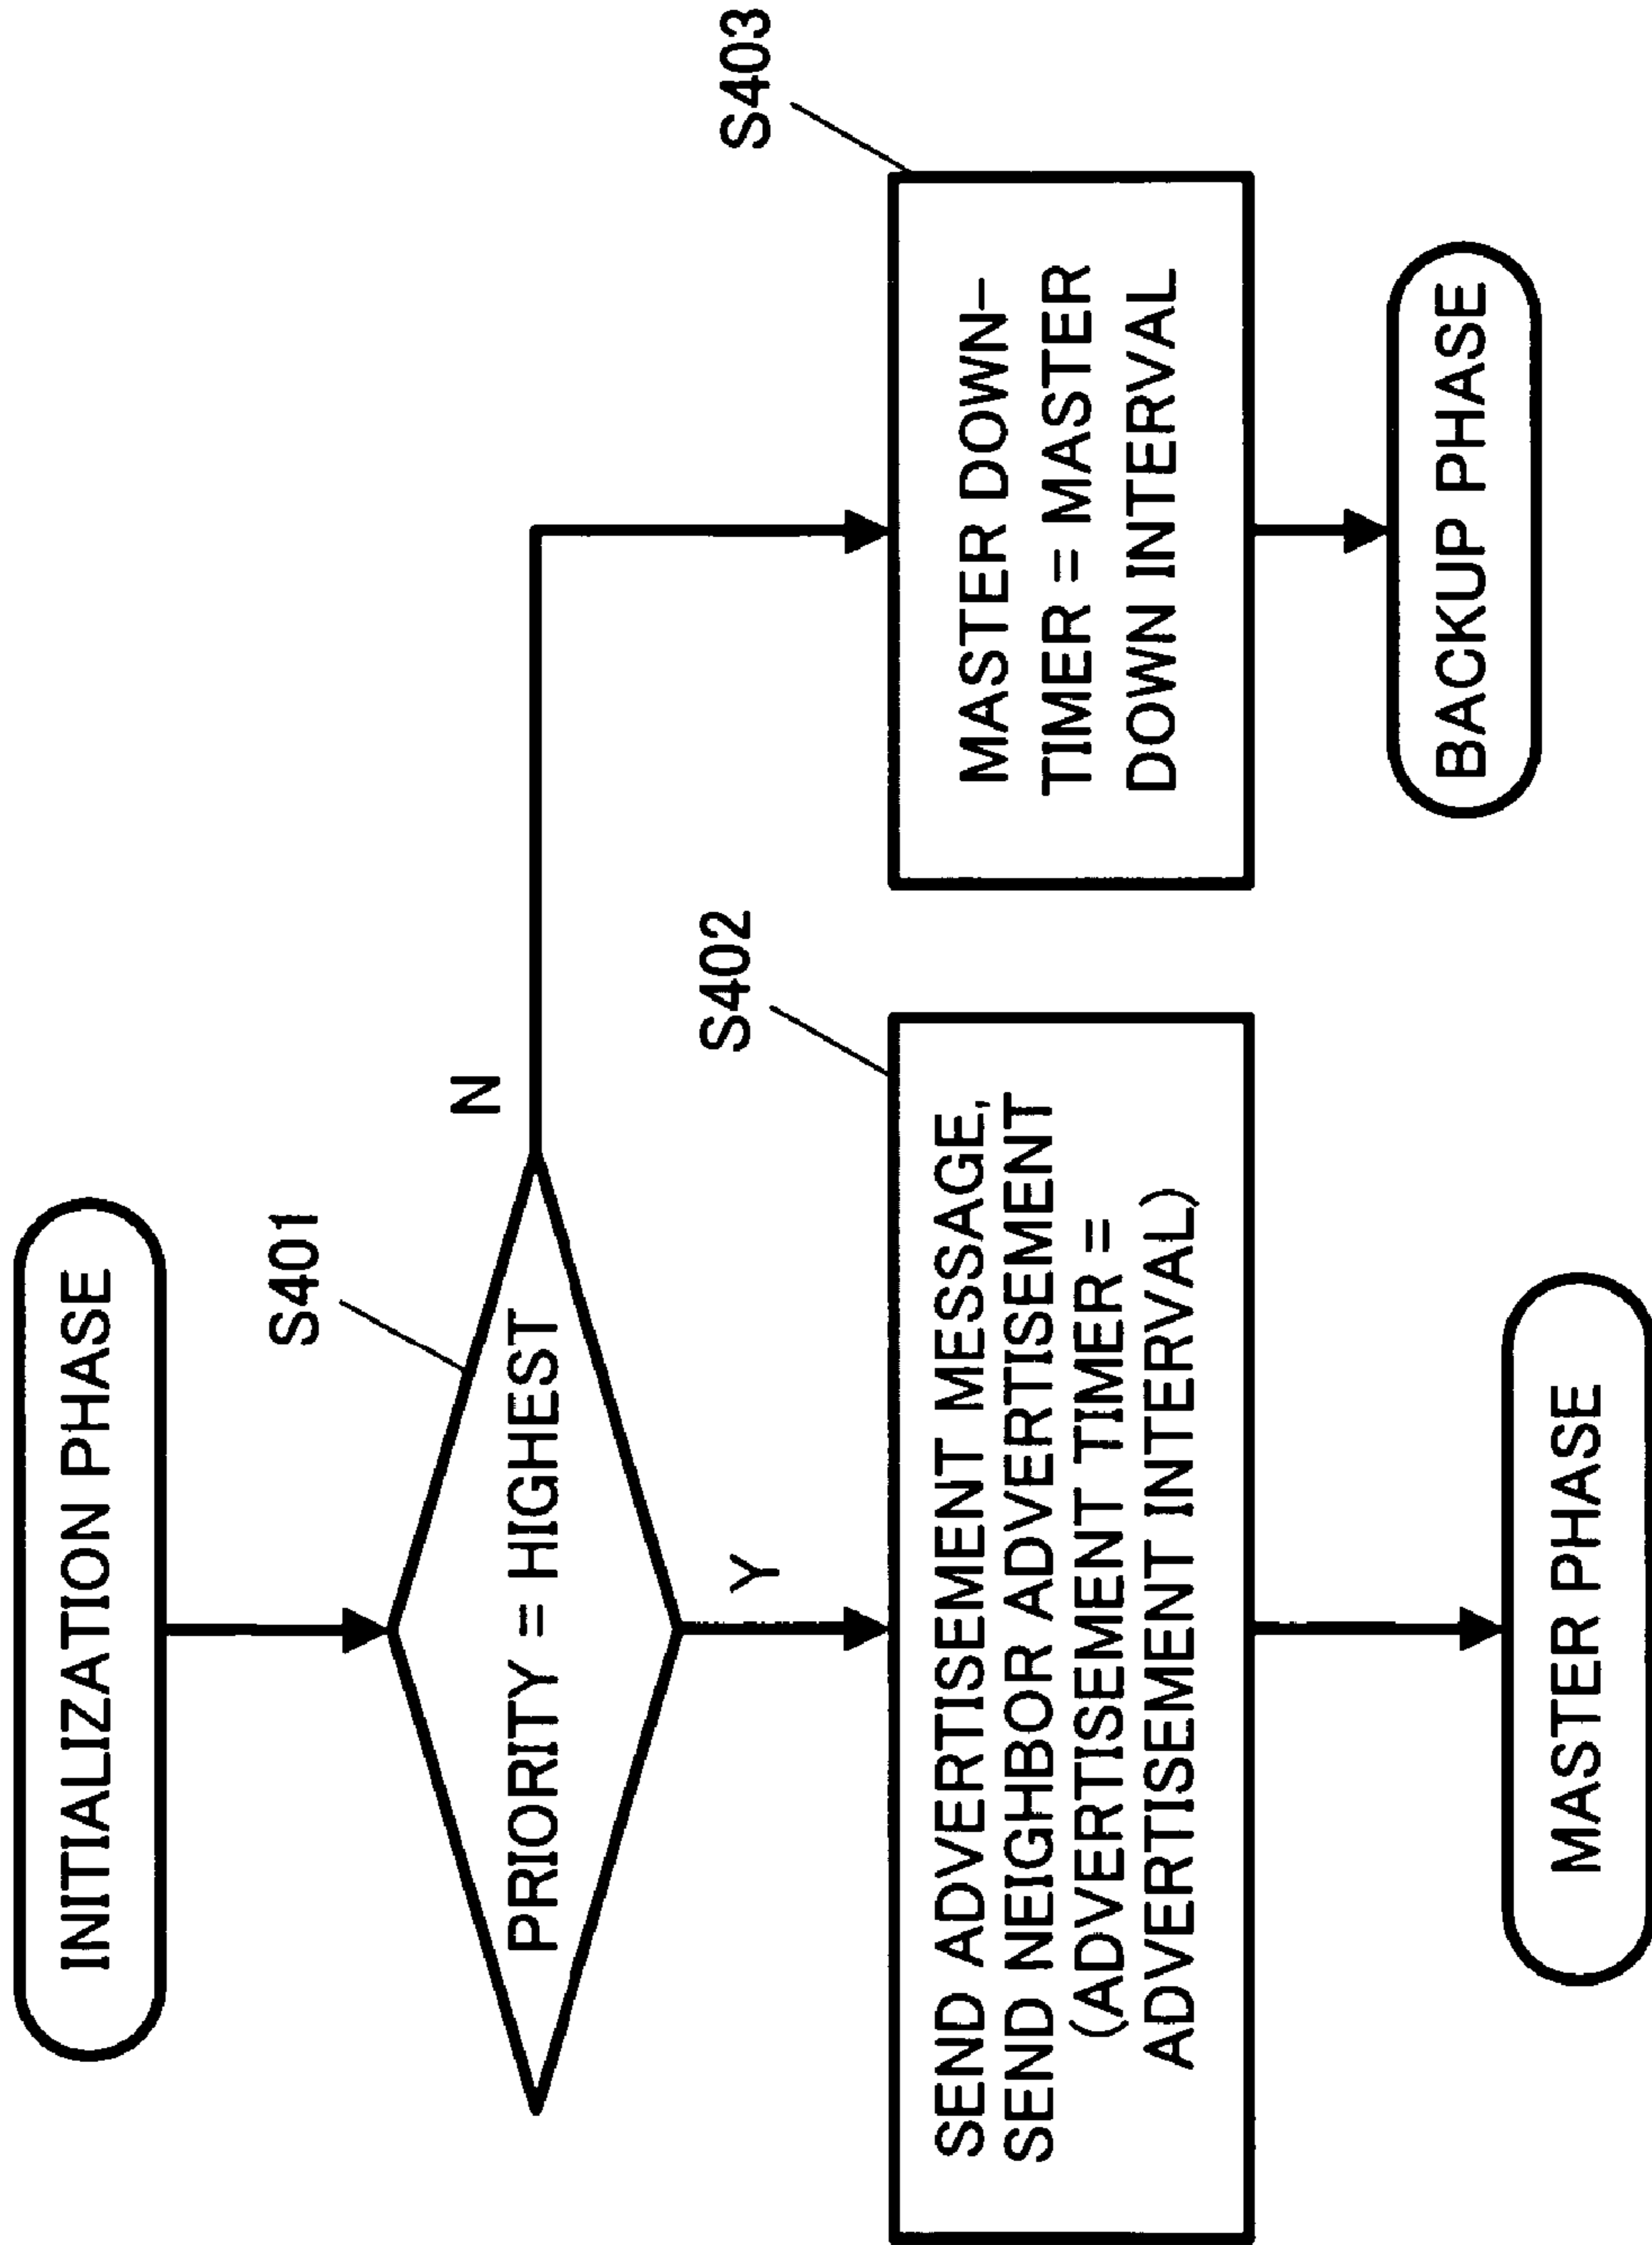 INITIALIZATION PHASE
S401
PRIORITY = HIGHEST
N
Y
S402
SEND ADVERTISEMENT MESSAGE,
SEND NEIGHBOR ADVERTISEMENT
(ADVERTISEMENT TIMER =
ADVERTISEMENT INTERVAL)
S403
MASTER DOWN-
TIMER = MASTER
DOWN INTERVAL
MASTER PHASE
BACKUP PHASE